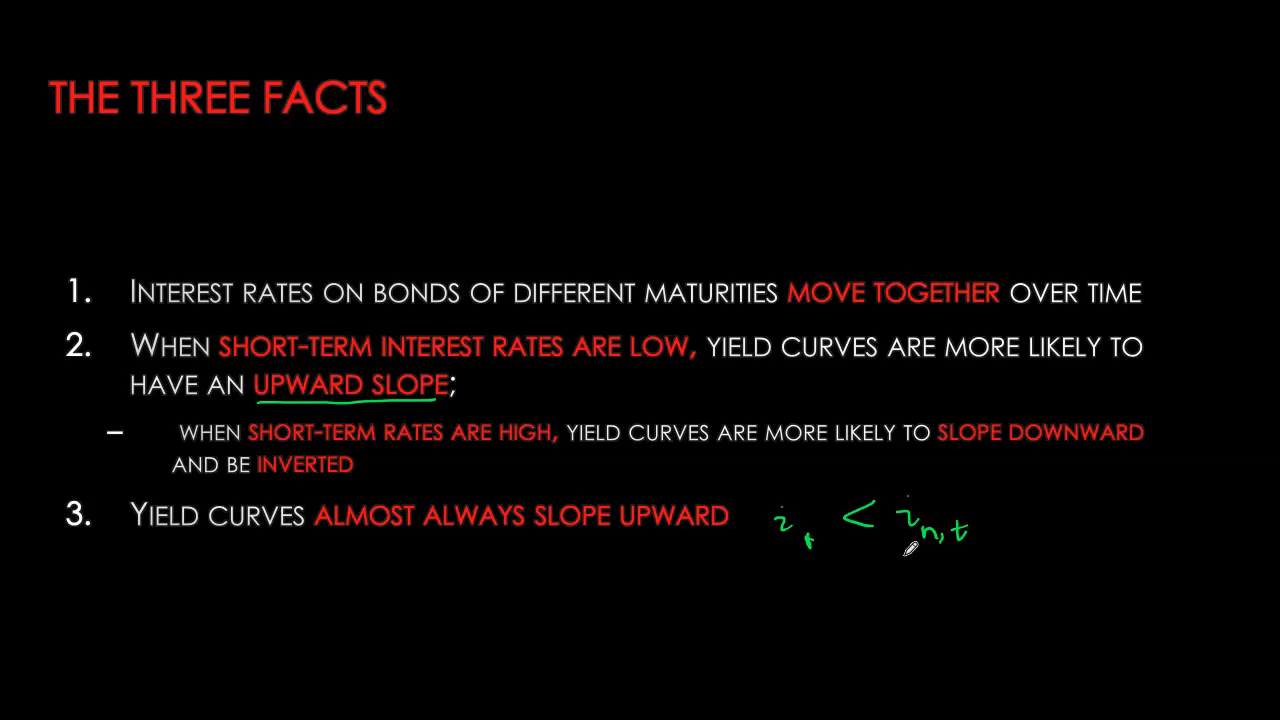 THE THREE FACTS
1. INTEREST RATES ON BONDS OF DIFFERENT MATURITIES MOVE TOGETHER OVER TIME
2. WHEN SHORT-TERM INTEREST RATES ARE LOW, YIELD CURVES ARE MORE LIKELY TO
HAVE AN UPWARD SLOPE;
– WHEN SHORT-TERM RATES ARE HIGH, YIELD CURVES ARE MORE LIKELY TO SLOPE DOWNWARD
AND BE INVERTED
3. YIELD CURVES ALMOST ALWAYS SLOPE UPWARD i < i n,t